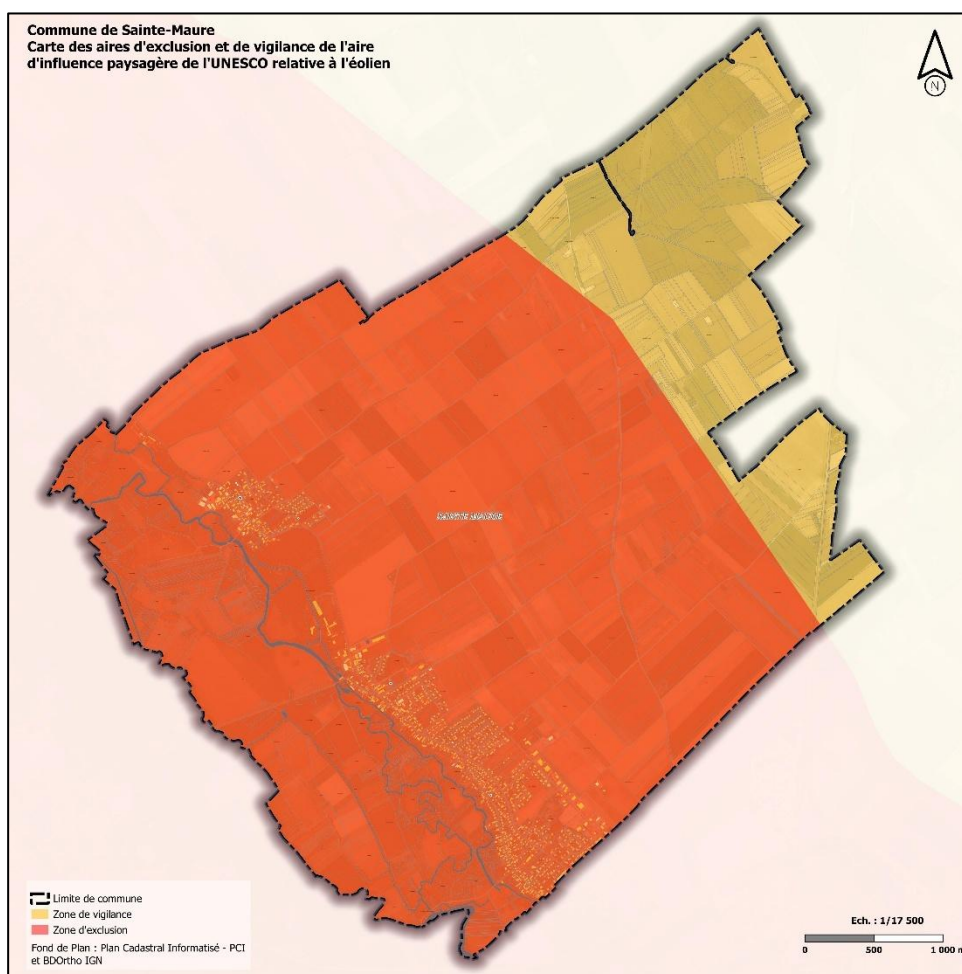 Commune de Sainte-Maure
Carte des aires d'exclusion et de vigilance de l'aire
d'influence paysagère de l'UNESCO relative à l'éolien
N
SAINTE-MAURE
Limite de commune
Zone de vigilance
Zone d'exclusion
Fond de Plan : Plan Cadastral Informatisé - PCI
et BDOrtho IGN
Ech. : 1/17 500
0 500 1 000 m